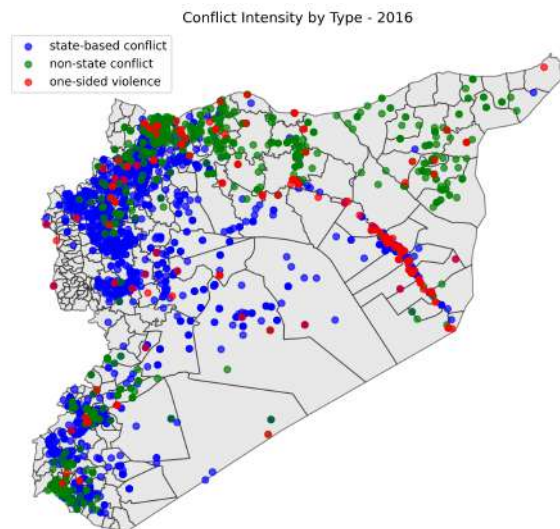 Conflict Intensity by Type - 2016
state-based conflict
non-state conflict
one-sided violence